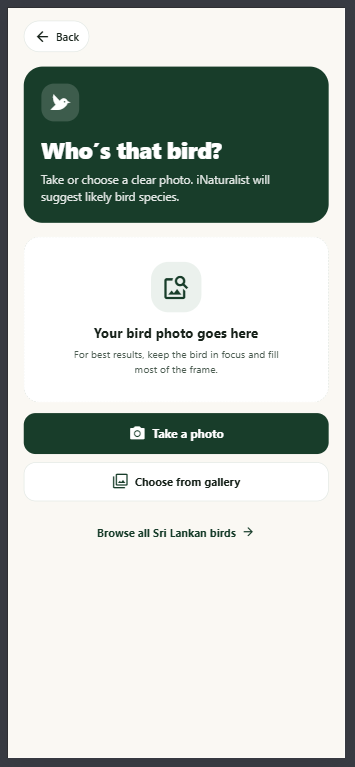 Back
Who´s that bird?
Take or choose a clear photo. iNaturalist will
suggest likely bird species.
Your bird photo goes here
For best results, keep the bird in focus and fill
most of the frame.
Take a photo
Choose from gallery
Browse all Sri Lankan birds